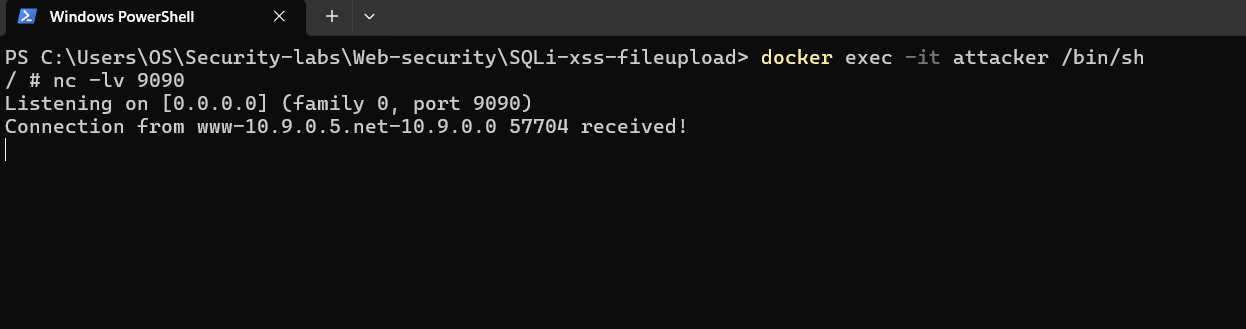 Windows PowerShell
PS C:\Users\OS\Security-labs\Web-security\SQLi-xss-fileupload> docker exec -it attacker /bin/sh
/ # nc -lv 9090
Listening on [0.0.0.0] (family 0, port 9090)
Connection from www-10.9.0.5.net-10.9.0.0 57704 received!